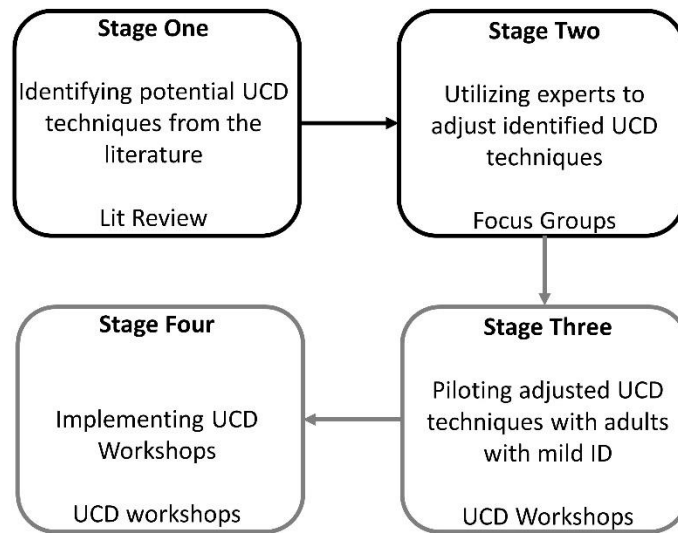 Stage One
Identifying potential UCD
techniques from the
literature
Lit Review
Stage Two
Utilizing experts to
adjust identified UCD
techniques
Focus Groups
Stage Three
Piloting adjusted UCD
techniques with adults
with mild ID
UCD Workshops
Stage Four
Implementing UCD
Workshops
UCD workshops